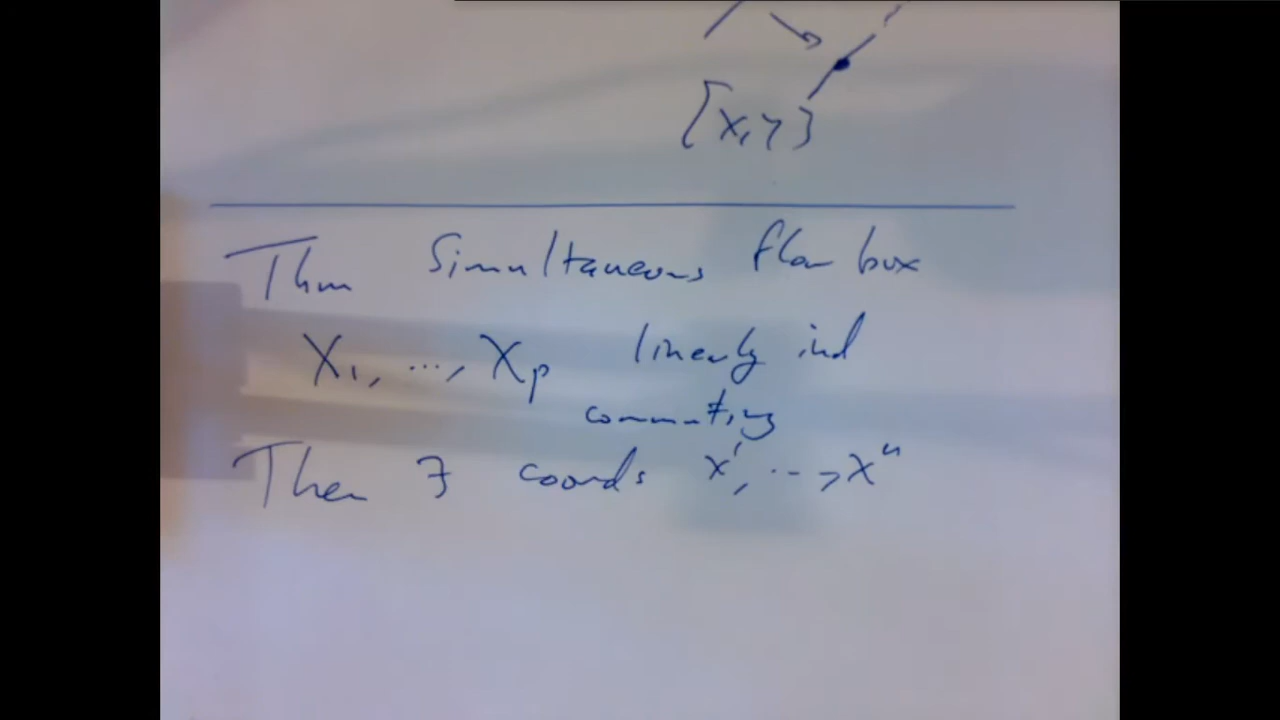 [X,Y]
Thm Simultaneous flow box
X₁, ..., Xₚ linearly ind
commuting
Then ∃ coords x¹, ..., xⁿ